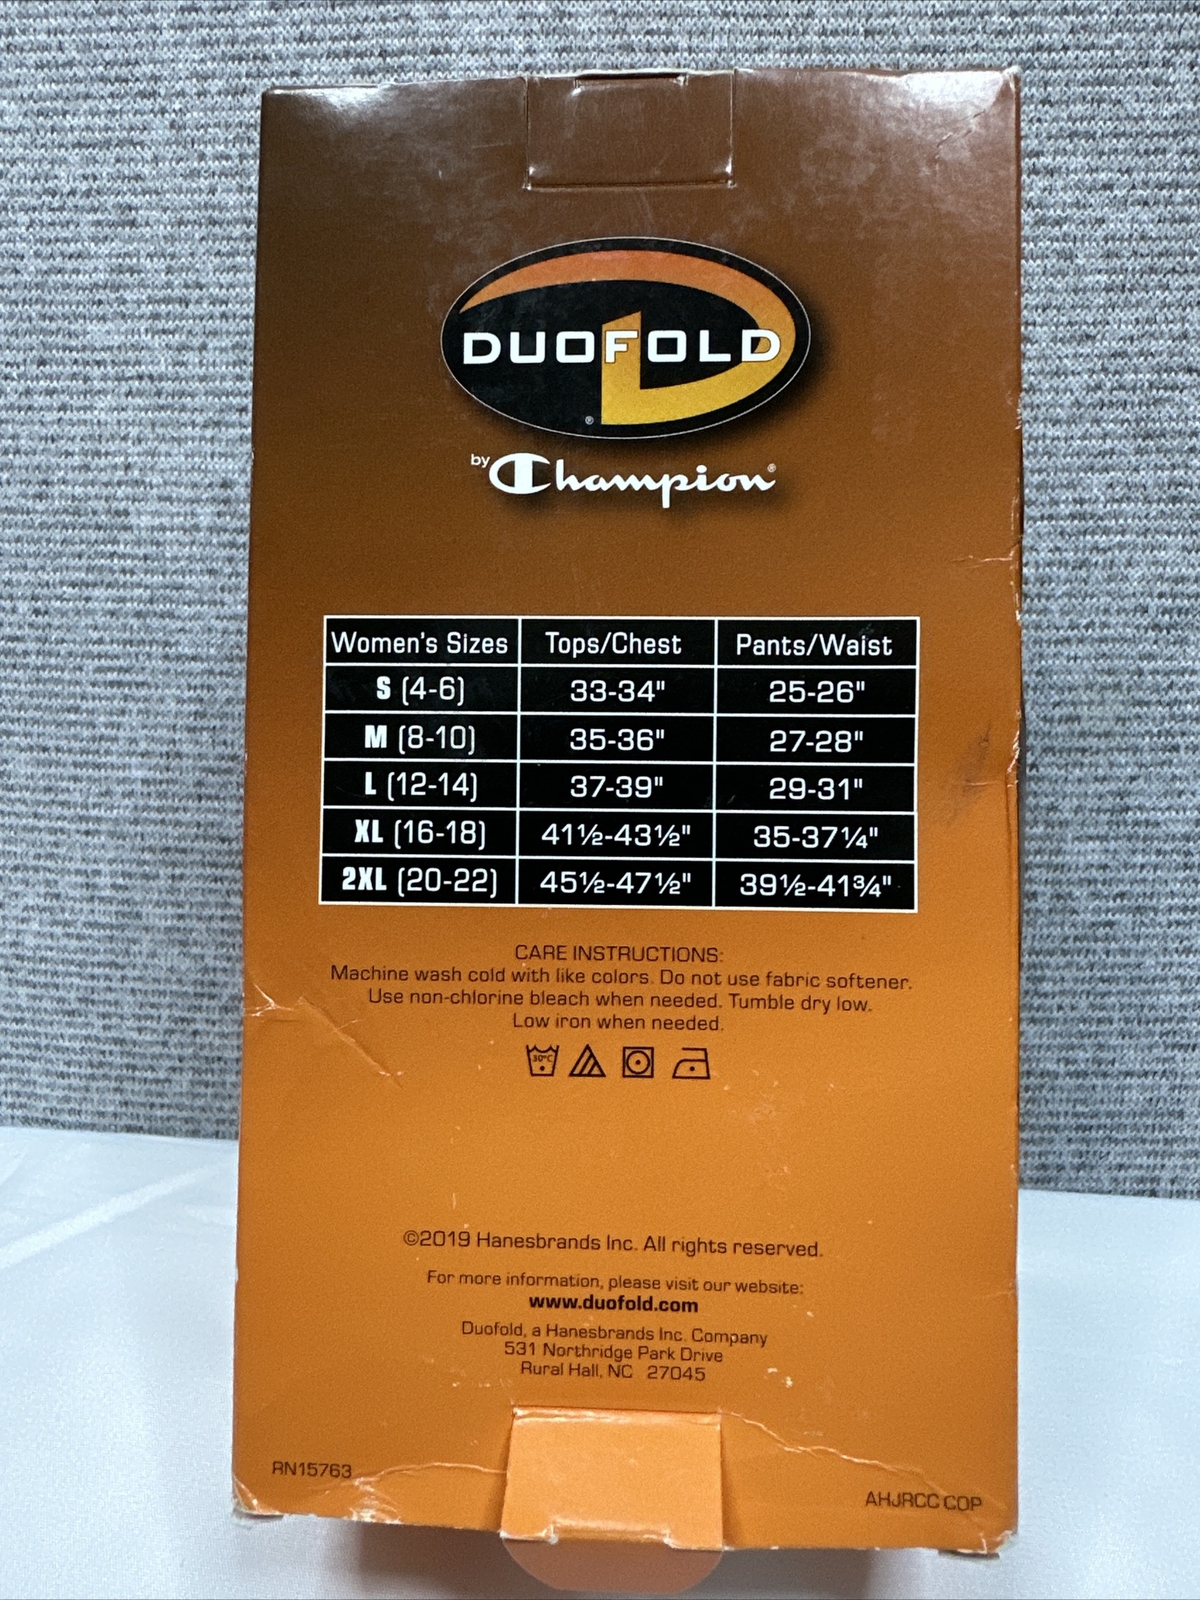 DUOFOLD
®
by Champion®
Women's Sizes Tops/Chest Pants/Waist
S (4-6) 33-34" 25-26"
M (8-10) 35-36" 27-28"
L (12-14) 37-39" 29-31"
XL (16-18) 41½-43½" 35-37¼"
2XL (20-22) 45½-47½" 39½-41¾"
CARE INSTRUCTIONS:
Machine wash cold with like colors. Do not use fabric softener.
Use non-chlorine bleach when needed. Tumble dry low.
Low iron when needed.
30°C
©2019 Hanesbrands Inc. All rights reserved.
For more information, please visit our website:
www.duofold.com
Duofold, a Hanesbrands Inc. Company
531 Northridge Park Drive
Rural Hall, NC 27045
RN15763
AHJRCC COP